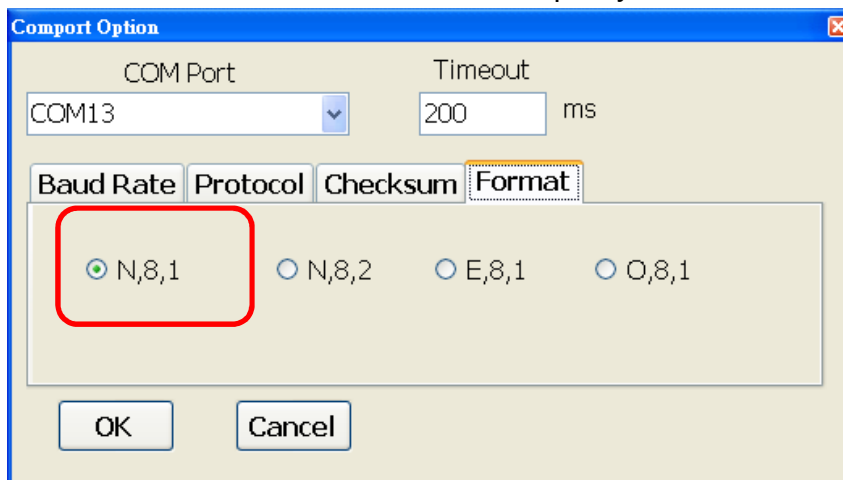 Comport Option
COM Port Timeout
COM13 200 ms
Baud Rate Protocol Checksum Format
N,8,1 N,8,2 E,8,1 O,8,1
OK Cancel